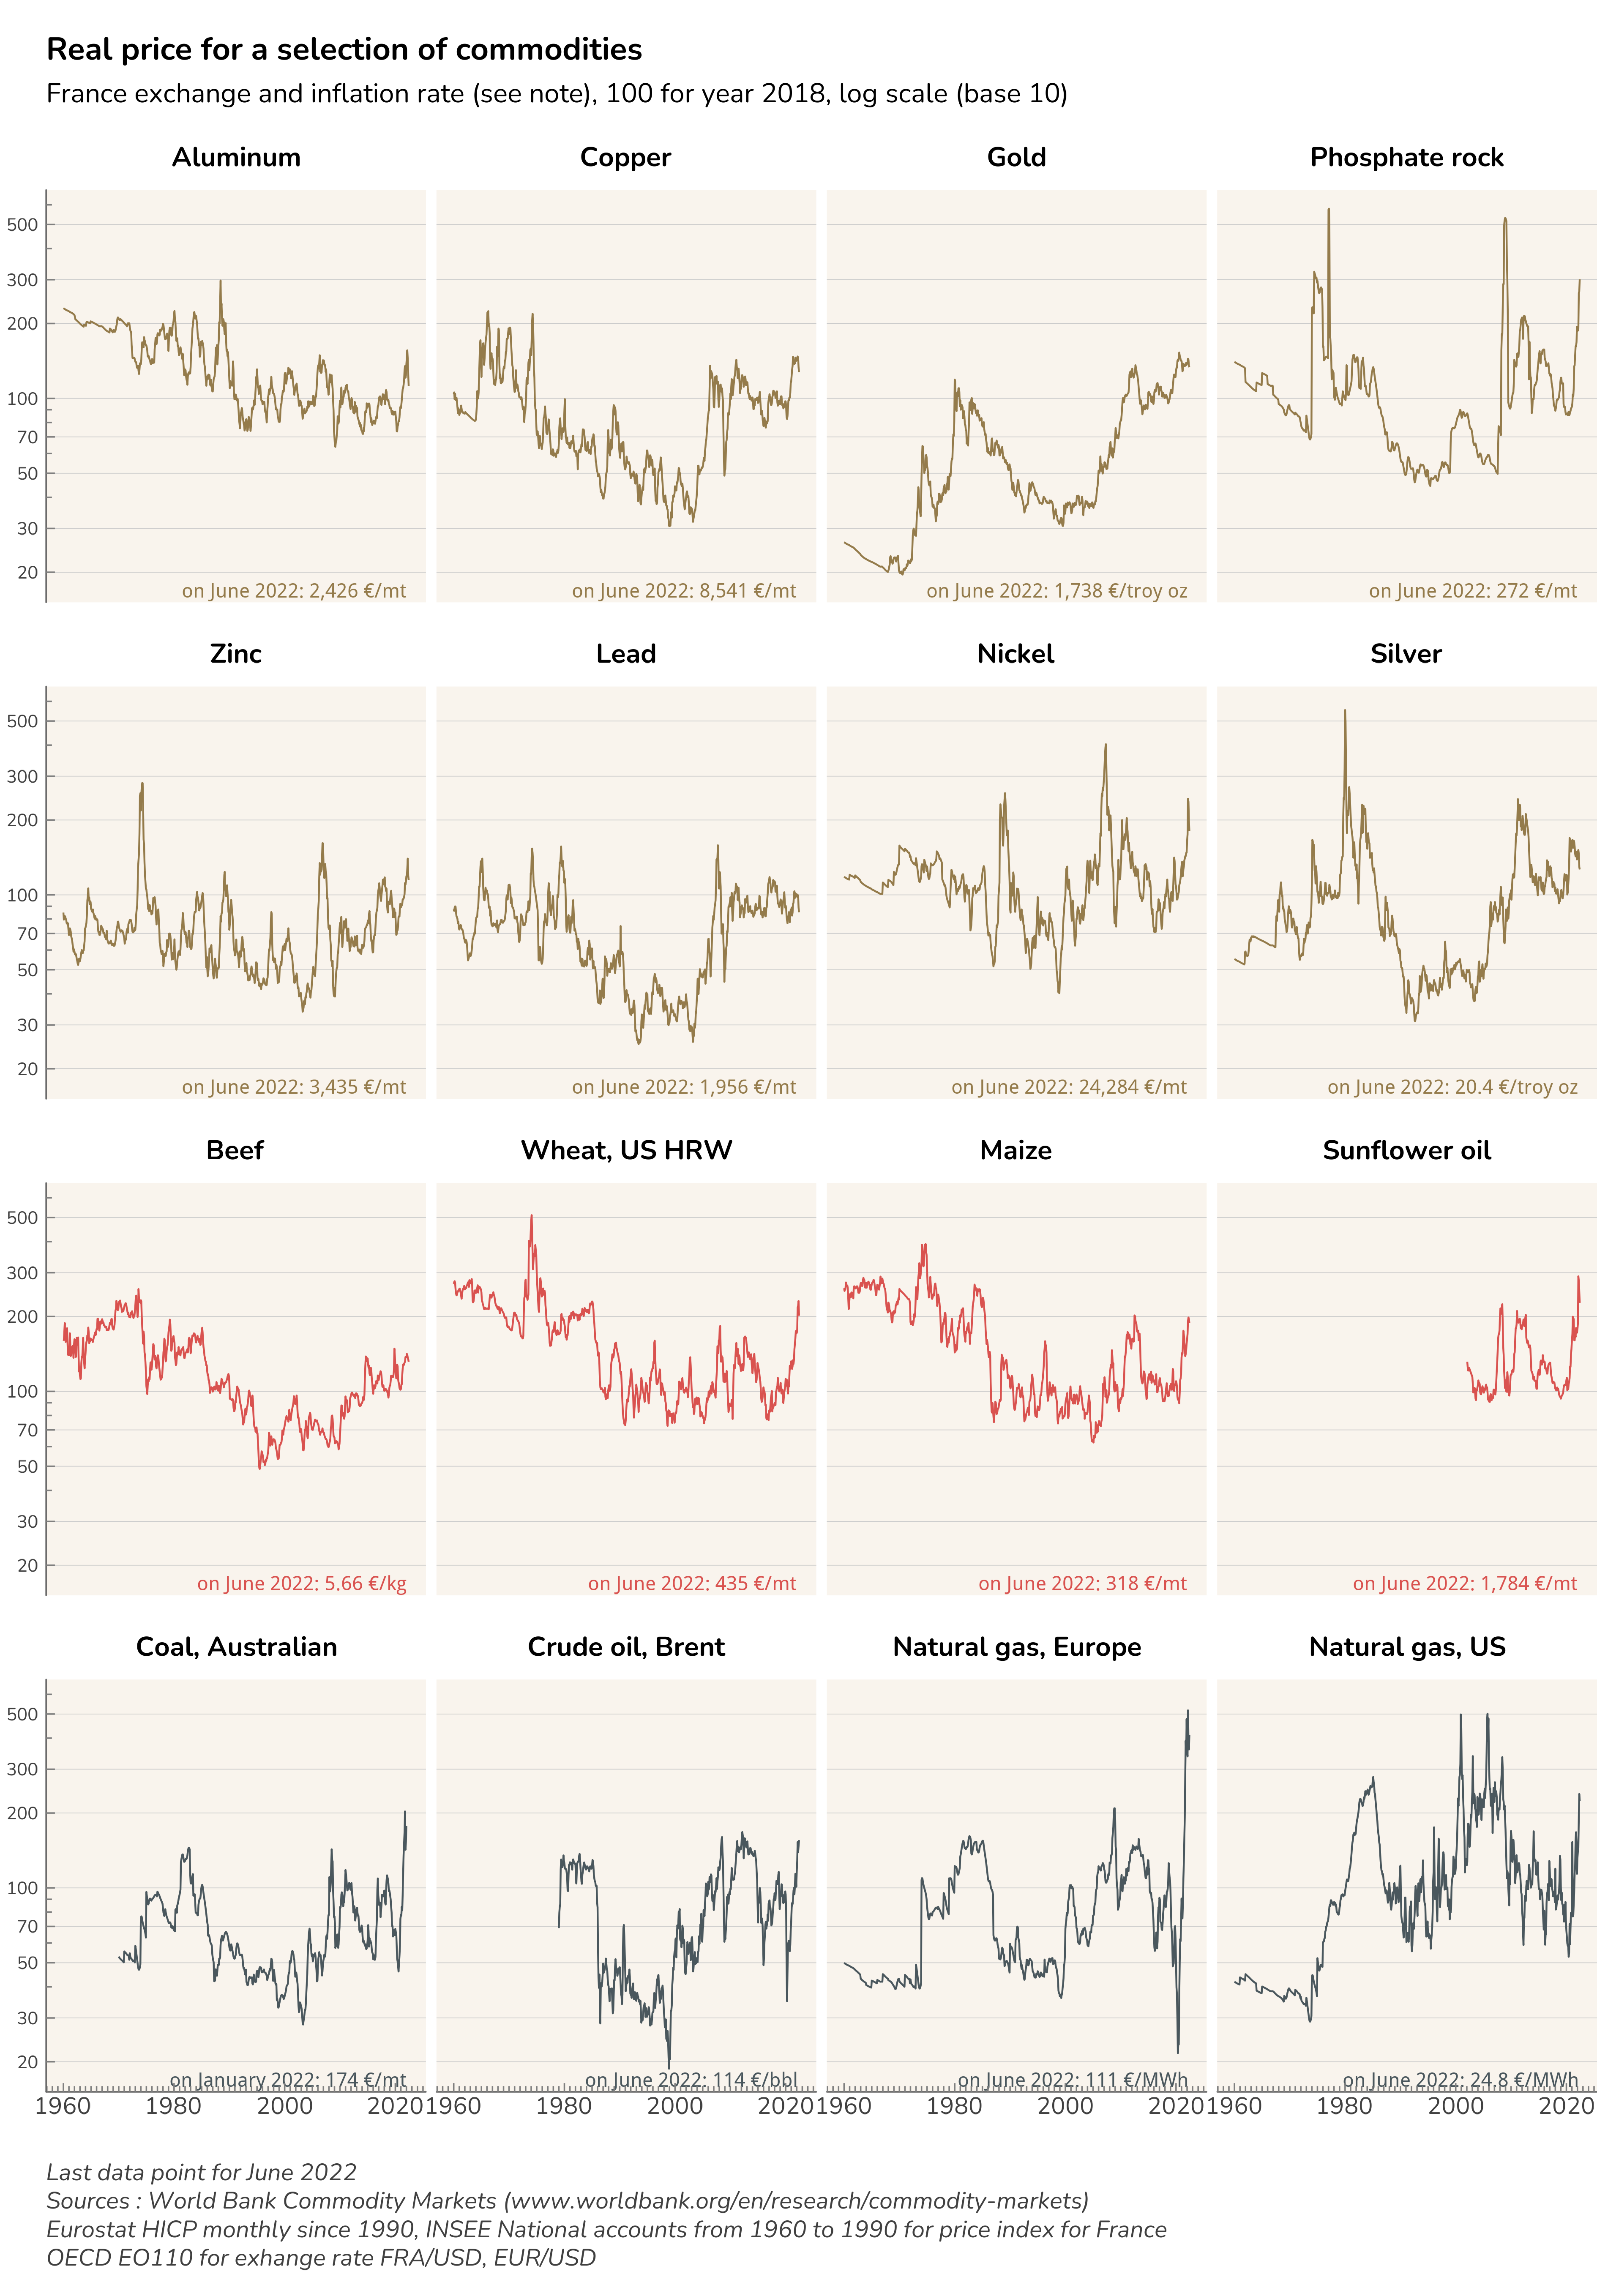 Real price for a selection of commodities
France exchange and inflation rate (see note), 100 for year 2018, log scale (base 10)
Aluminum Copper Gold Phosphate rock
500
300
200
100
70
50
30
20
on June 2022: 2,426 €/mt on June 2022: 8,541 €/mt on June 2022: 1,738 €/troy oz on June 2022: 272 €/mt
Zinc Lead Nickel Silver
500
300
200
100
70
50
30
20
on June 2022: 3,435 €/mt on June 2022: 1,956 €/mt on June 2022: 24,284 €/mt on June 2022: 20.4 €/troy oz
Beef Wheat, US HRW Maize Sunflower oil
500
300
200
100
70
50
30
20
on June 2022: 5.66 €/kg on June 2022: 435 €/mt on June 2022: 318 €/mt on June 2022: 1,784 €/mt
Coal, Australian Crude oil, Brent Natural gas, Europe Natural gas, US
500
300
200
100
70
50
30
20
on January 2022: 174 €/mt on June 2022: 114 €/bbl on June 2022: 111 €/MWh on June 2022: 24.8 €/MWh
1960 1980 2000 2020 1960 1980 2000 2020 1960 1980 2000 2020 1960 1980 2000 2020
Last data point for June 2022
Sources : World Bank Commodity Markets (www.worldbank.org/en/research/commodity-markets)
Eurostat HICP monthly since 1990, INSEE National accounts from 1960 to 1990 for price index for France
OECD EO110 for exhange rate FRA/USD, EUR/USD